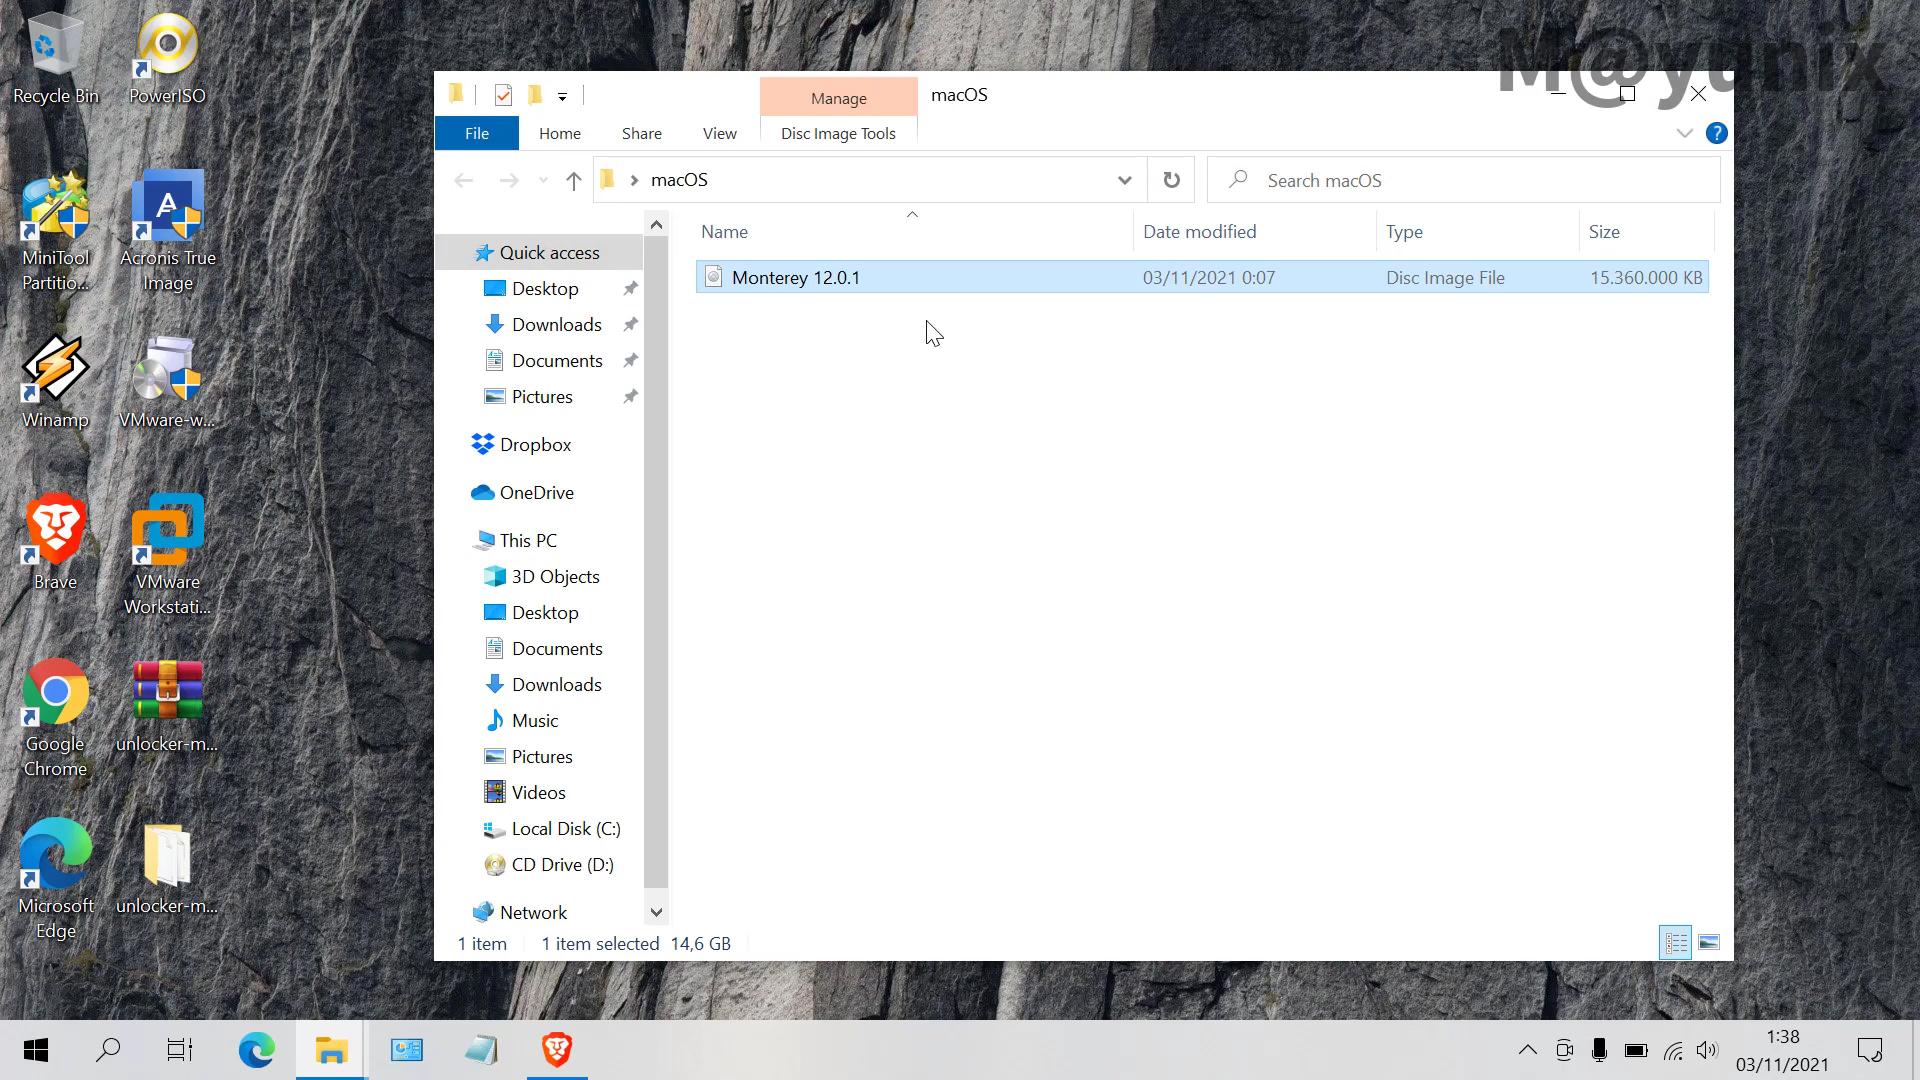 M@yunix
Recycle Bin
PowerISO
MiniTool
Partitio...
Acronis True
Image
Winamp
VMware-w...
Brave
VMware
Workstati...
Google
Chrome
unlocker-m...
Microsoft
Edge
unlocker-m...
Manage
macOS
File
Home
Share
View
Disc Image Tools
?
macOS
Search macOS
Name
Date modified
Type
Size
Monterey 12.0.1
03/11/2021 0:07
Disc Image File
15.360.000 KB
Quick access
Desktop
Downloads
Documents
Pictures
Dropbox
OneDrive
This PC
3D Objects
Desktop
Documents
Downloads
Music
Pictures
Videos
Local Disk (C:)
CD Drive (D:)
Network
1 item
1 item selected 14,6 GB
1:38
03/11/2021